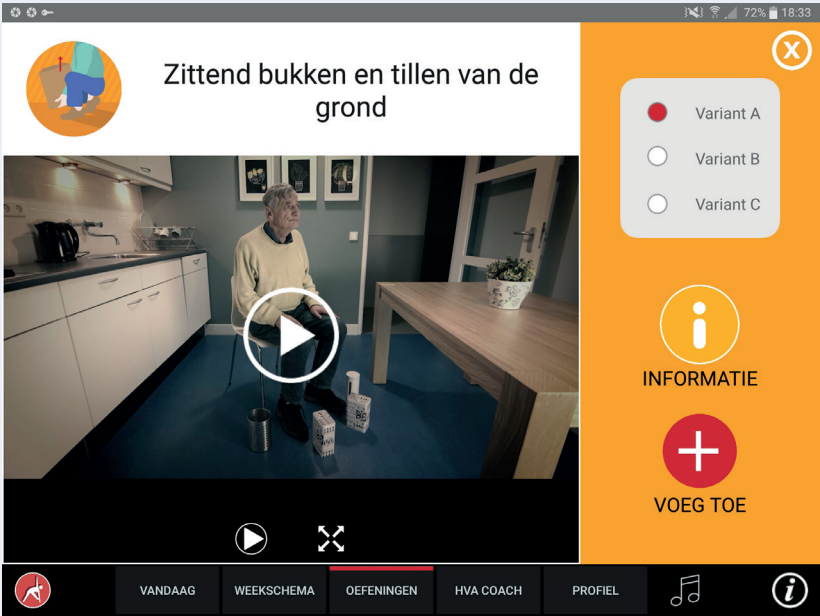 72% 18:33
Zittend bukken en tillen van de
grond
X
Variant A
Variant B
Variant C
i
INFORMATIE
VOEG TOE
VANDAAG
WEEKSCHEMA
OEFENINGEN
HVA COACH
PROFIEL
i